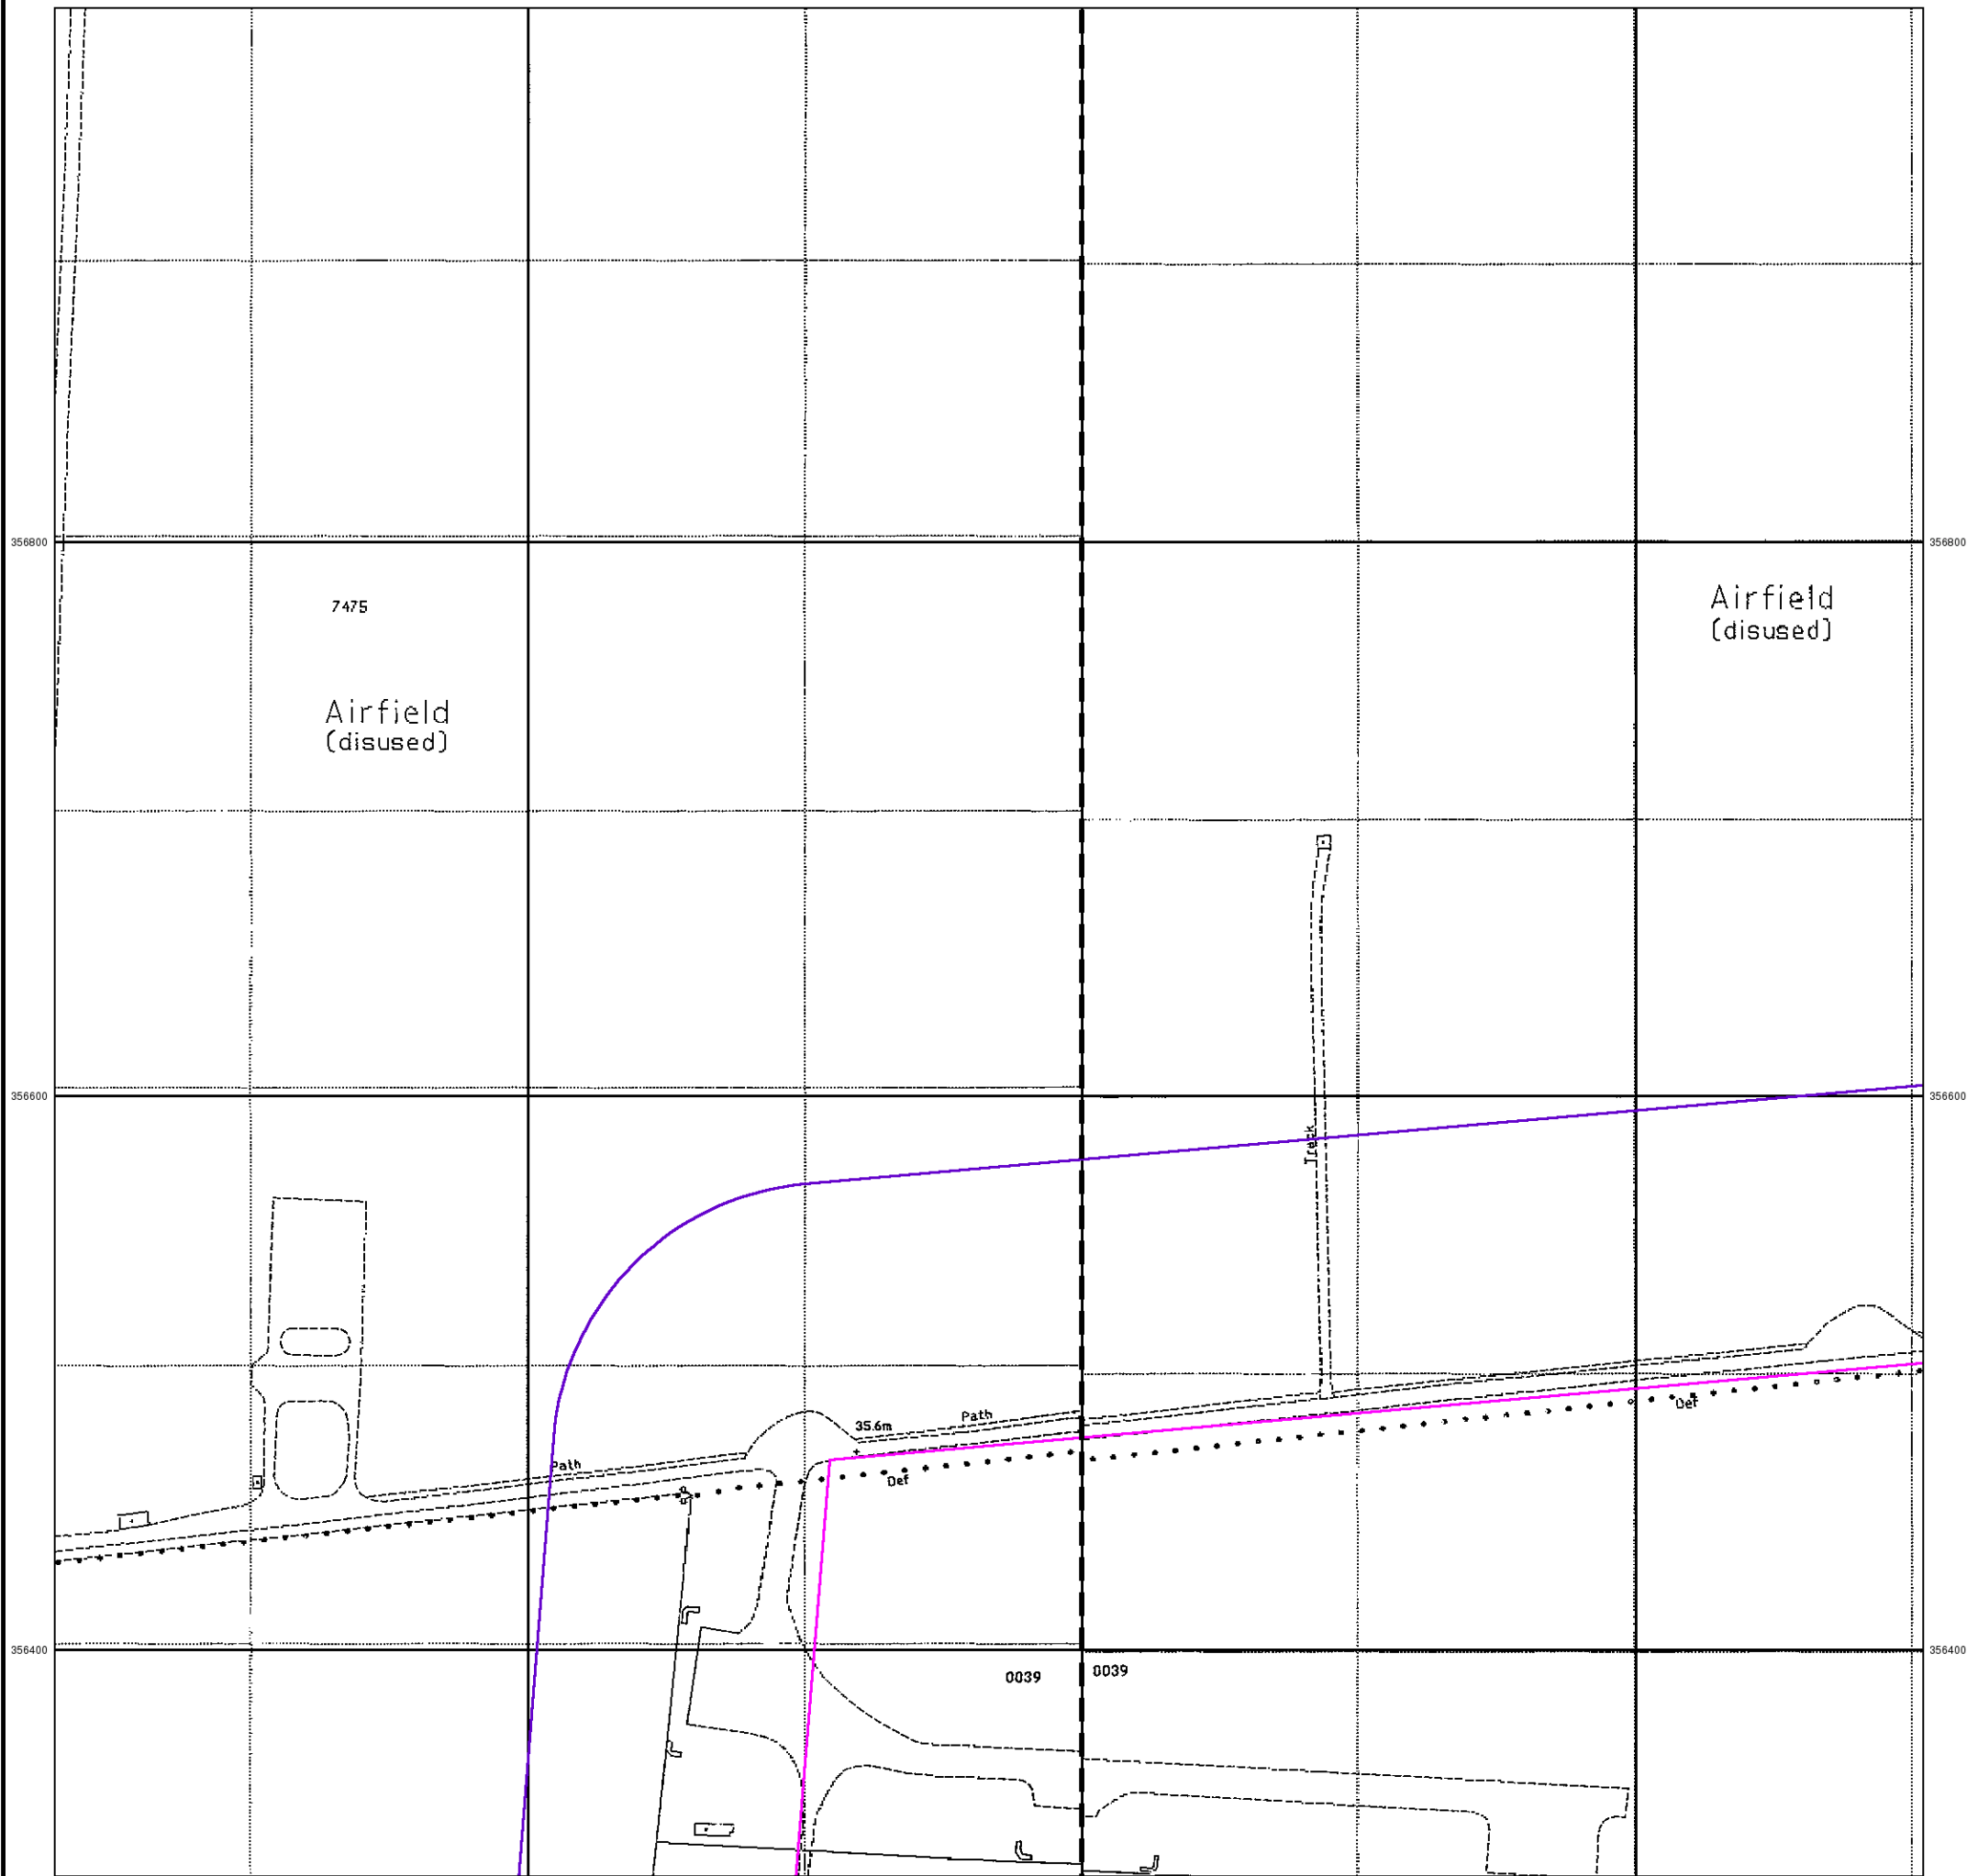 356800
356800
Airfield
(disused)
7475
Airfield
(disused)
356600
356600
Track
Path
35.6m
Def
Path
Def
356400
356400
0039
0039